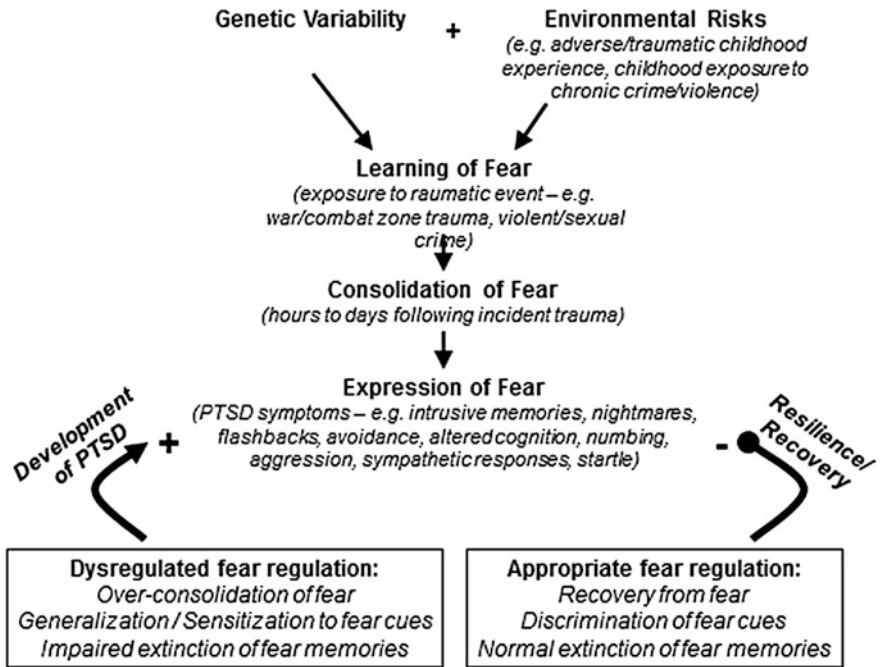 Genetic Variability
+
Environmental Risks
(e.g. adverse/traumatic childhood
experience, childhood exposure to
chronic crime/violence)
Learning of Fear
(exposure to raumatic event – e.g.
war/combat zone trauma, violent/sexual
crime)
Consolidation of Fear
(hours to days following incident trauma)
Expression of Fear
(PTSD symptoms – e.g. intrusive memories, nightmares,
flashbacks, avoidance, altered cognition, numbing,
aggression, sympathetic responses, startle)
Development
of PTSD
+
-
Resilience/
Recovery
Dysregulated fear regulation:
Over-consolidation of fear
Generalization / Sensitization to fear cues
Impaired extinction of fear memories
Appropriate fear regulation:
Recovery from fear
Discrimination of fear cues
Normal extinction of fear memories